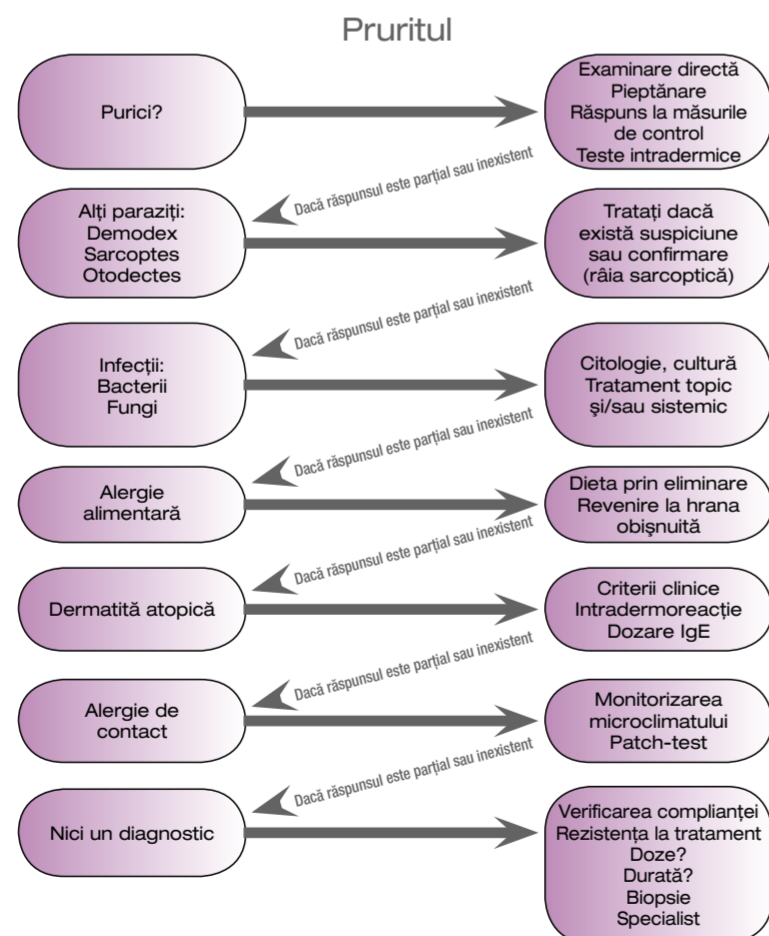 Pruritul
Purici?
Examinare directă
Pieptănare
Răspuns la măsurile
de control
Teste intradermice
Dacă răspunsul este parțial sau inexistent
Alți paraziți:
Demodex
Sarcoptes
Otodectes
Tratați dacă
există suspiciune
sau confirmare
(râia sarcoptică)
Dacă răspunsul este parțial sau inexistent
Infecții:
Bacterii
Fungi
Citologie, cultură
Tratament topic
și/sau sistemic
Dacă răspunsul este parțial sau inexistent
Alergie
alimentară
Dieta prin eliminare
Revenire la hrana
obișnuită
Dacă răspunsul este parțial sau inexistent
Dermatită atopică
Criterii clinice
Intradermoreacție
Dozare IgE
Dacă răspunsul este parțial sau inexistent
Alergie de
contact
Monitorizarea
microclimatului
Patch-test
Dacă răspunsul este parțial sau inexistent
Nici un diagnostic
Verificarea complianței
Rezistența la tratament
Doze?
Durată?
Biopsie
Specialist